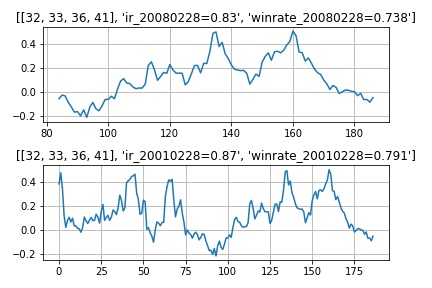 [[32, 33, 36, 41], 'ir_20080228=0.83', 'winrate_20080228=0.738']
0.4
0.2
0.0
−0.2
80 100 120 140 160 180
[[32, 33, 36, 41], 'ir_20010228=0.87', 'winrate_20010228=0.791']
0.4
0.2
0.0
−0.2
0 25 50 75 100 125 150 175